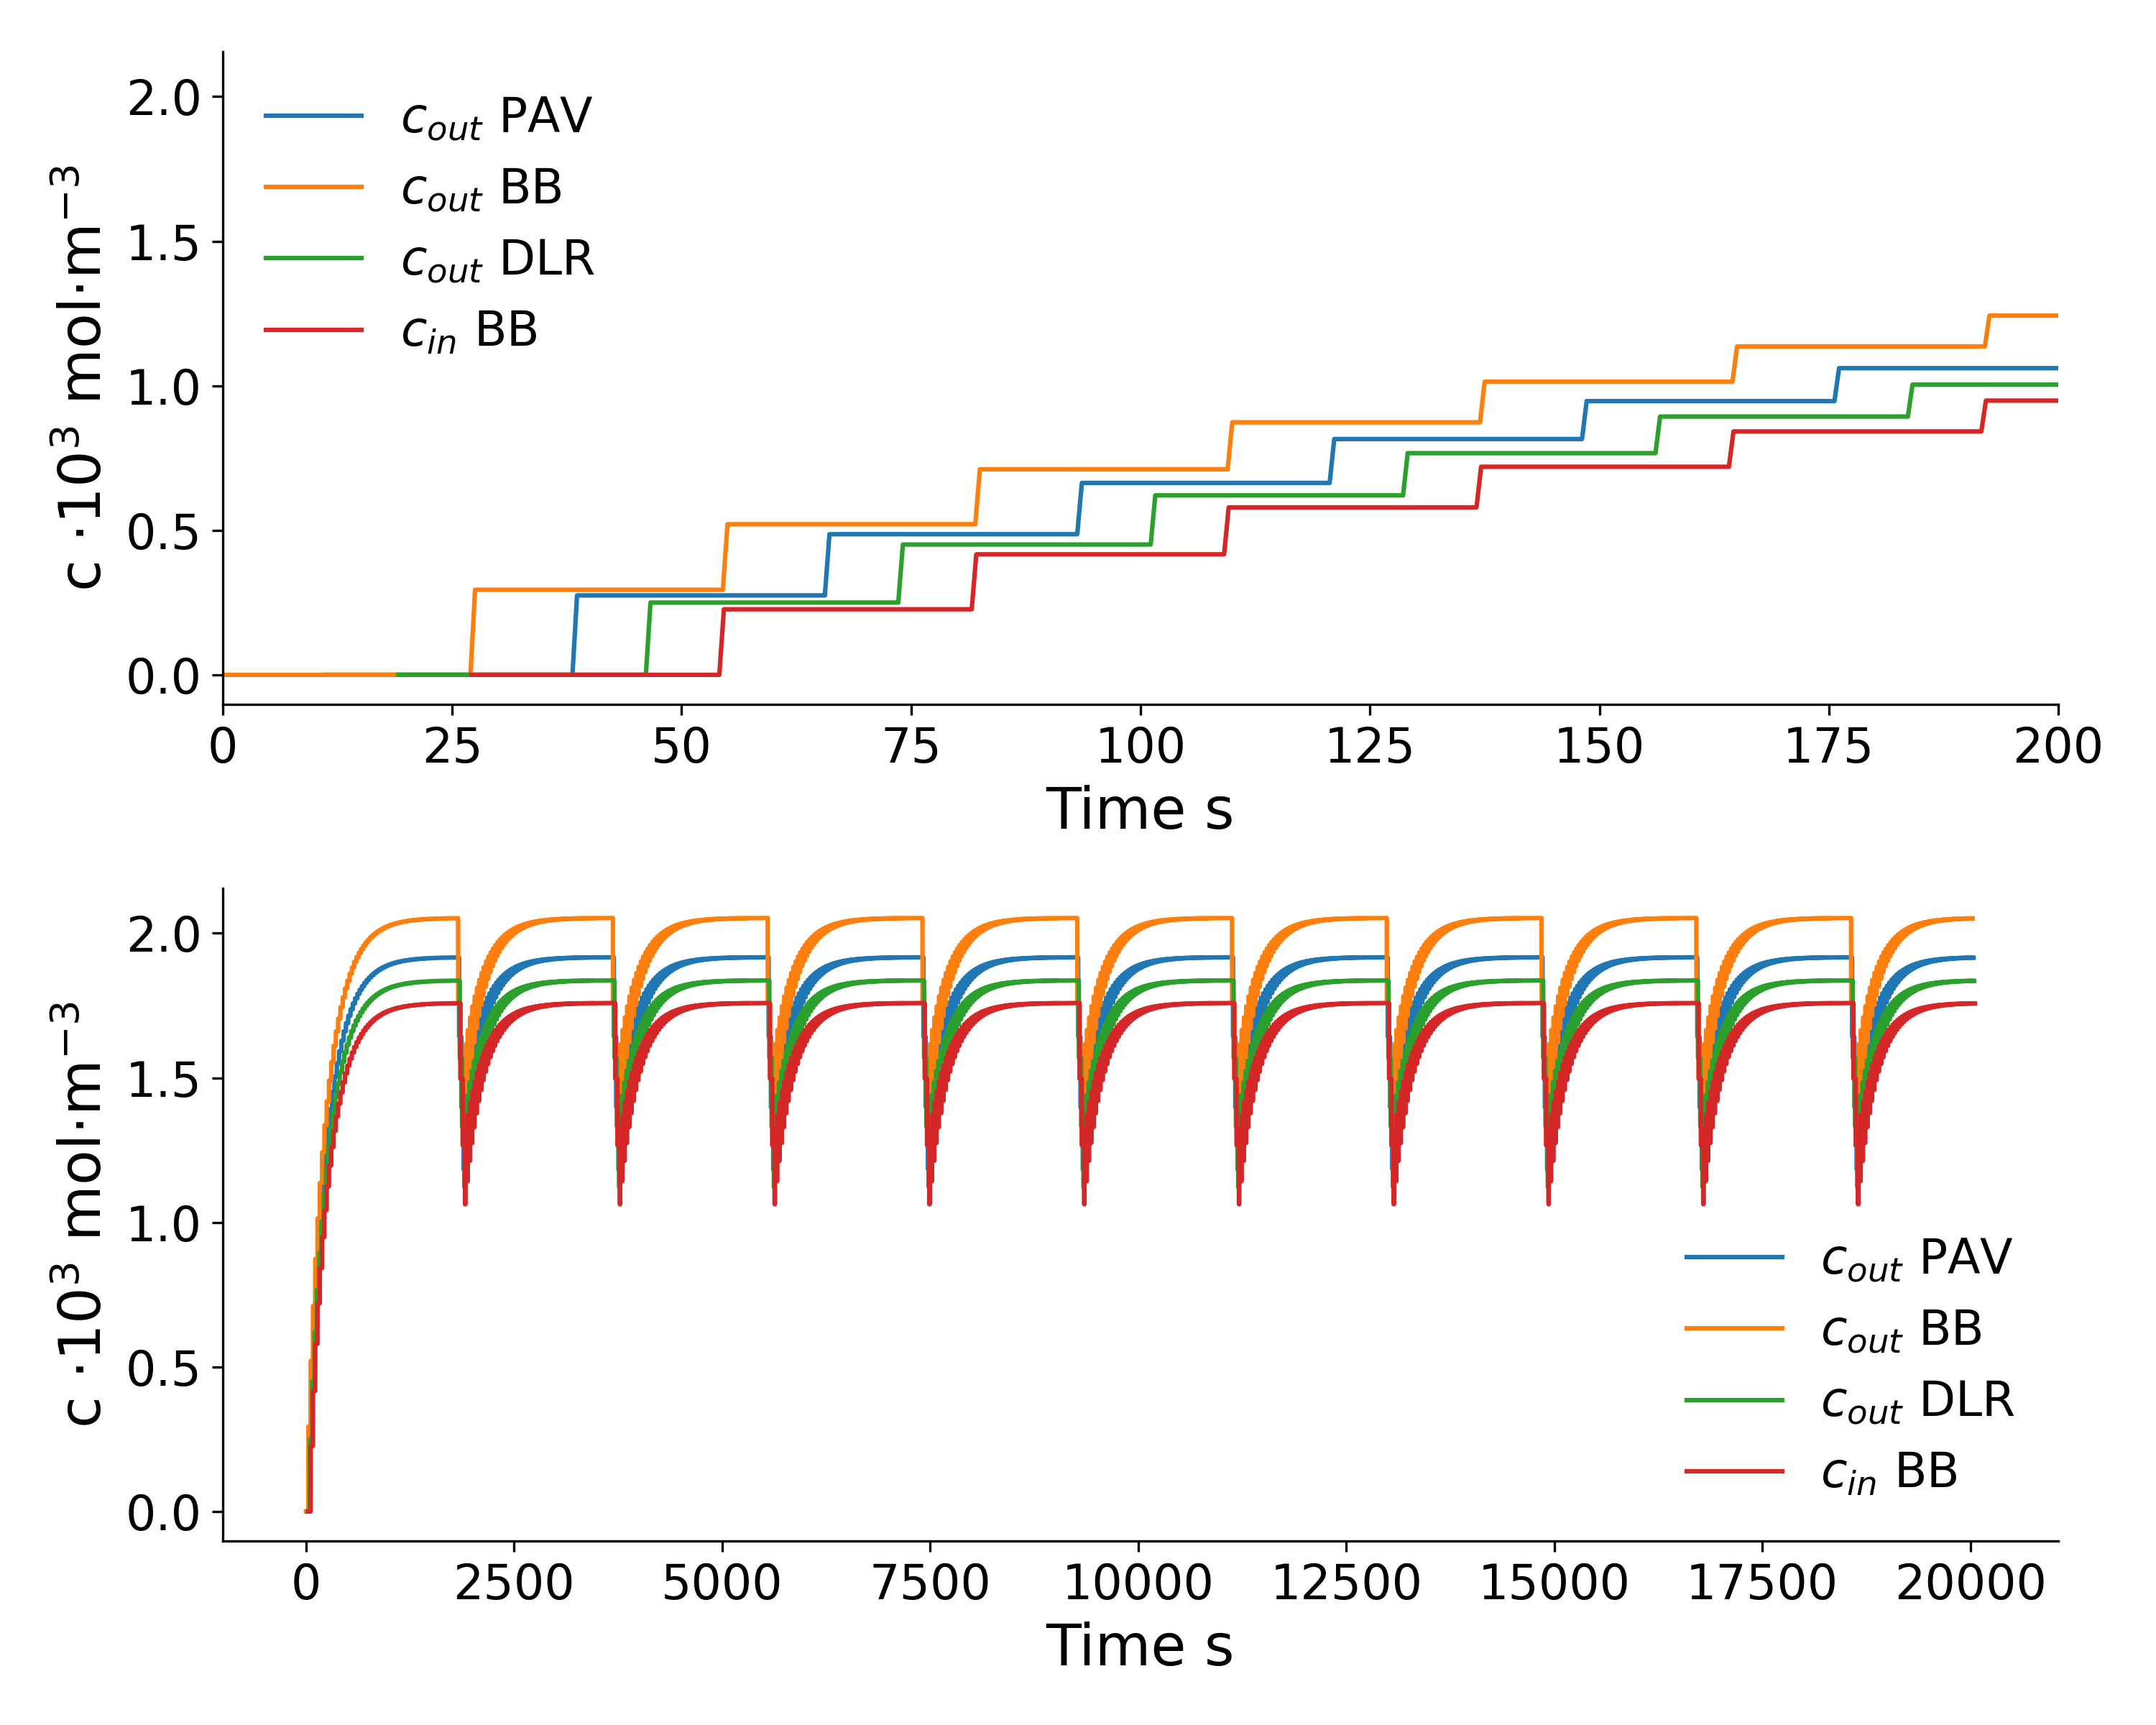 2.0
1.5
1.0
0.5
0.0
c ·10³ mol·m⁻³
c_out PAV
c_out BB
c_out DLR
c_in BB
0 25 50 75 100 125 150 175 200
Time s
2.0
1.5
1.0
0.5
0.0
c ·10³ mol·m⁻³
c_out PAV
c_out BB
c_out DLR
c_in BB
0 2500 5000 7500 10000 12500 15000 17500 20000
Time s